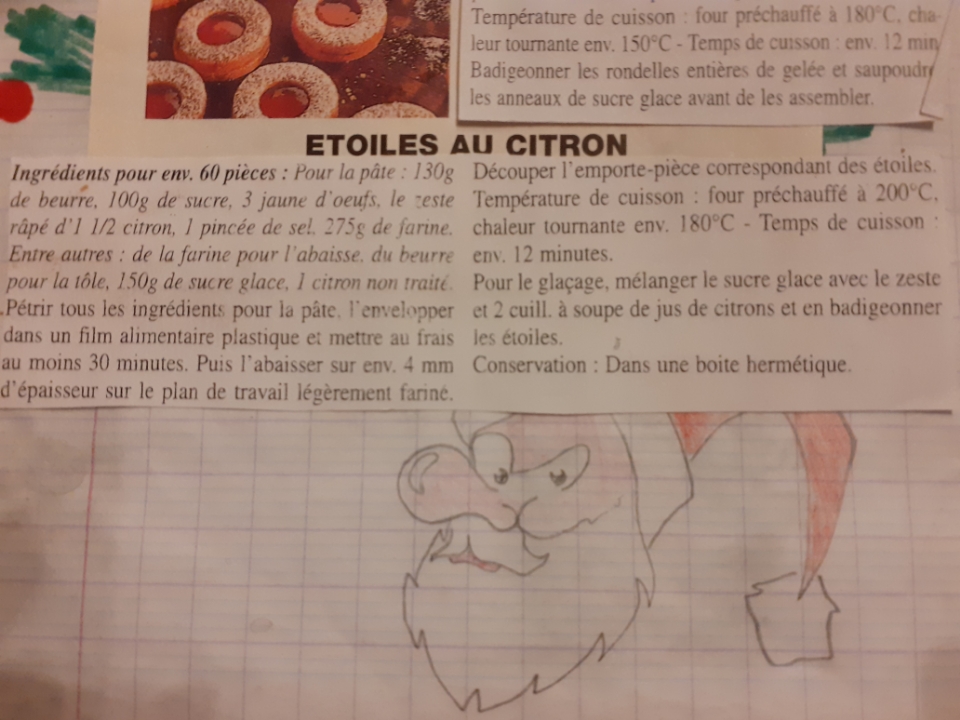 Température de cuisson : four préchauffé à 180°C, cha-
leur tournante env. 150°C - Temps de cuisson : env. 12 min
Badigeonner les rondelles entières de gelée et saupoudr
les anneaux de sucre glace avant de les assembler.
ETOILES AU CITRON
Ingrédients pour env. 60 pièces : Pour la pâte : 130g
de beurre, 100g de sucre, 3 jaune d'oeufs, le zeste
râpé d'1 1/2 citron, 1 pincée de sel, 275g de farine.
Entre autres : de la farine pour l'abaisse, du beurre
pour la tôle, 150g de sucre glace, 1 citron non traité.
Pétrir tous les ingrédients pour la pâte, l'envelopper
dans un film alimentaire plastique et mettre au frais
au moins 30 minutes. Puis l'abaisser sur env. 4 mm
d'épaisseur sur le plan de travail légèrement fariné.
Découper l'emporte-pièce correspondant des étoiles.
Température de cuisson : four préchauffé à 200°C,
chaleur tournante env. 180°C - Temps de cuisson :
env. 12 minutes.
Pour le glaçage, mélanger le sucre glace avec le zeste
et 2 cuill. à soupe de jus de citrons et en badigeonner
les étoiles.
Conservation : Dans une boite hermétique.